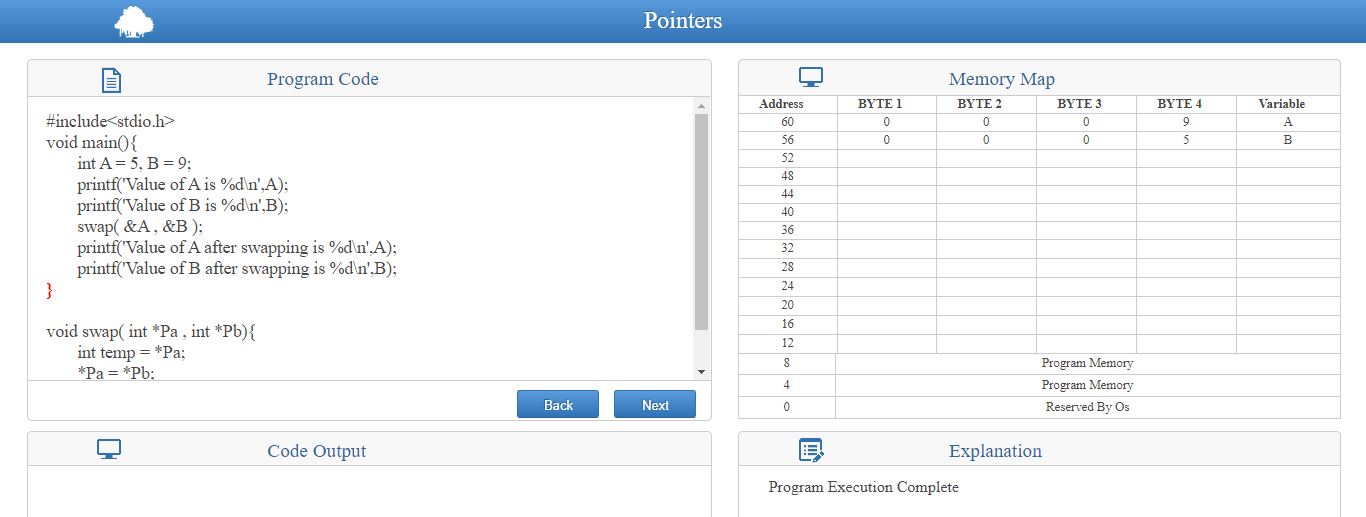 Pointers
Program Code
#include<stdio.h>
void main(){
int A = 5, B = 9;
printf('Value of A is %d\n',A);
printf('Value of B is %d\n',B);
swap( &A , &B );
printf('Value of A after swapping is %d\n',A);
printf('Value of B after swapping is %d\n',B);
}
void swap( int *Pa , int *Pb){
int temp = *Pa;
*Pa = *Pb;
Back Next
Memory Map
Address BYTE 1 BYTE 2 BYTE 3 BYTE 4 Variable
60 0 0 0 9 A
56 0 0 0 5 B
52
48
44
40
36
32
28
24
20
16
12
8 Program Memory
4 Program Memory
0 Reserved By Os
Code Output
Explanation
Program Execution Complete